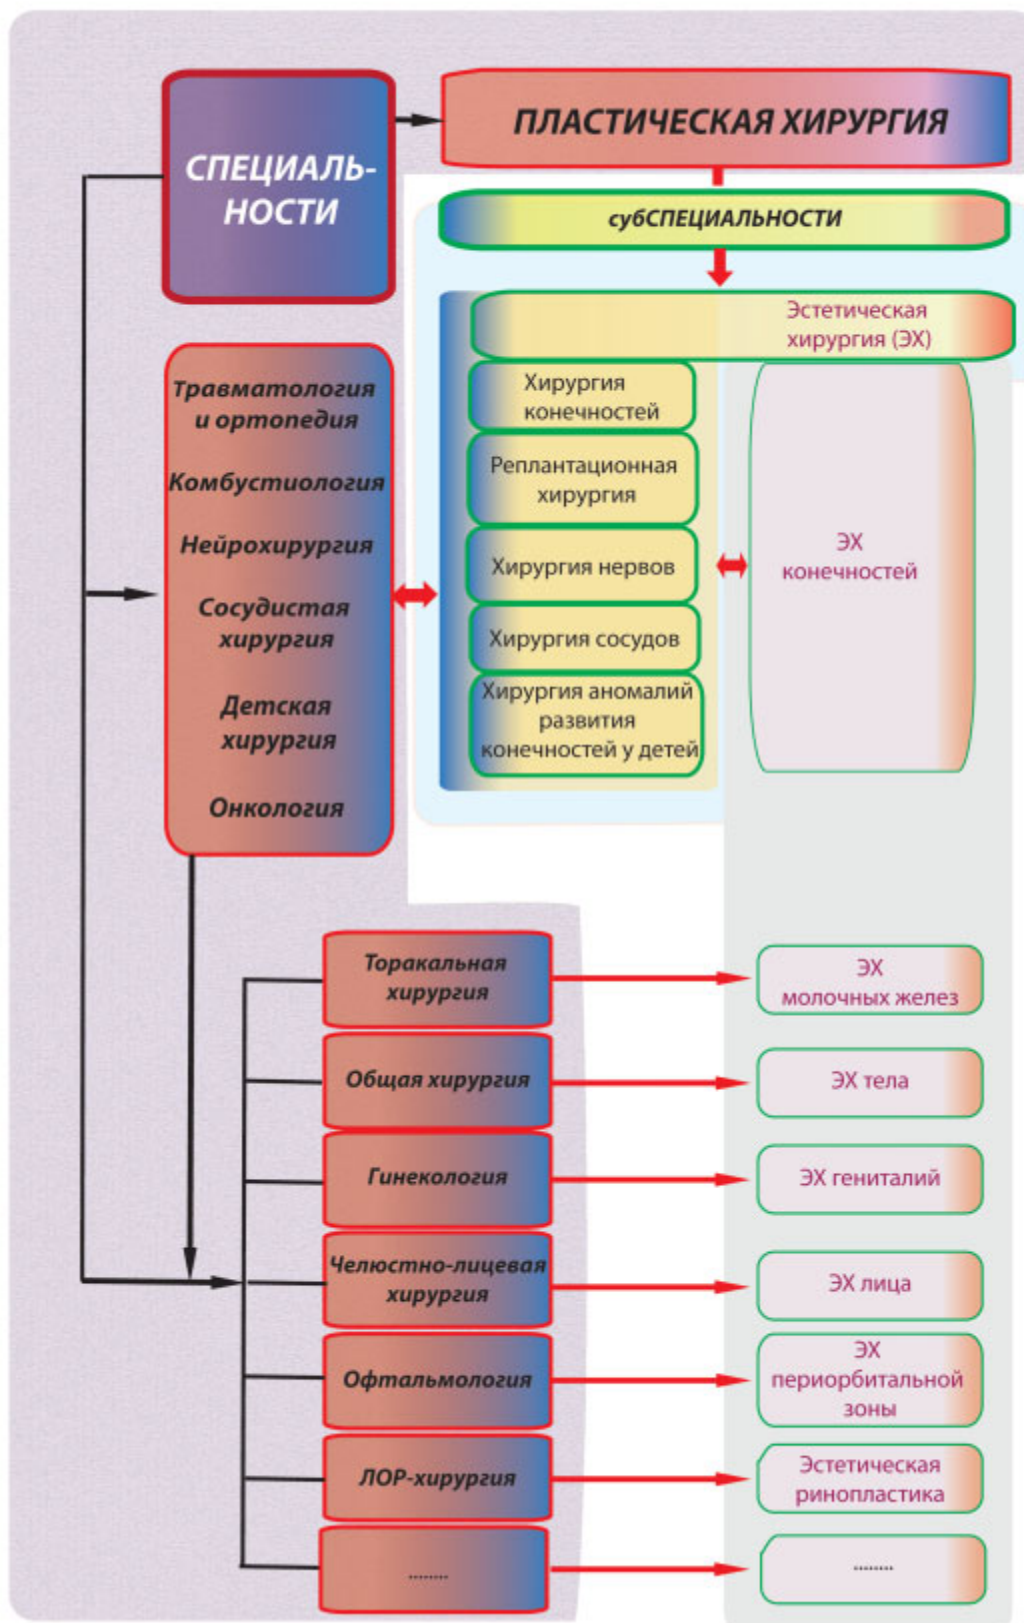 СПЕЦИАЛЬ-
НОСТИ
ПЛАСТИЧЕСКАЯ ХИРУРГИЯ
субСПЕЦИАЛЬНОСТИ
Эстетическая
хирургия (ЭХ)
Травматология
и ортопедия
Комбустиология
Нейрохирургия
Сосудистая
хирургия
Детская
хирургия
Онкология
Хирургия
конечностей
Реплантационная
хирургия
Хирургия нервов
Хирургия сосудов
Хирургия аномалий
развития
конечностей у детей
ЭХ
конечностей
Торакальная
хирургия
ЭХ
молочных желез
Общая хирургия
ЭХ тела
Гинекология
ЭХ гениталий
Челюстно-лицевая
хирургия
ЭХ лица
Офтальмология
ЭХ
периорбитальной
зоны
ЛОР-хирургия
Эстетическая
ринопластика
........
........